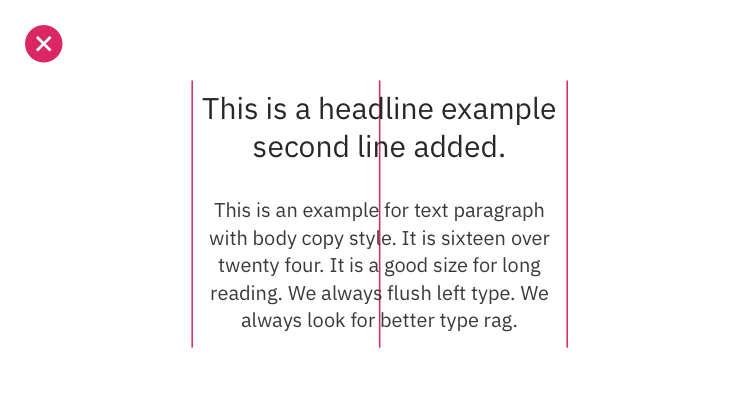 This is a headline example
second line added.
This is an example for text paragraph
with body copy style. It is sixteen over
twenty four. It is a good size for long
reading. We always flush left type. We
always look for better type rag.